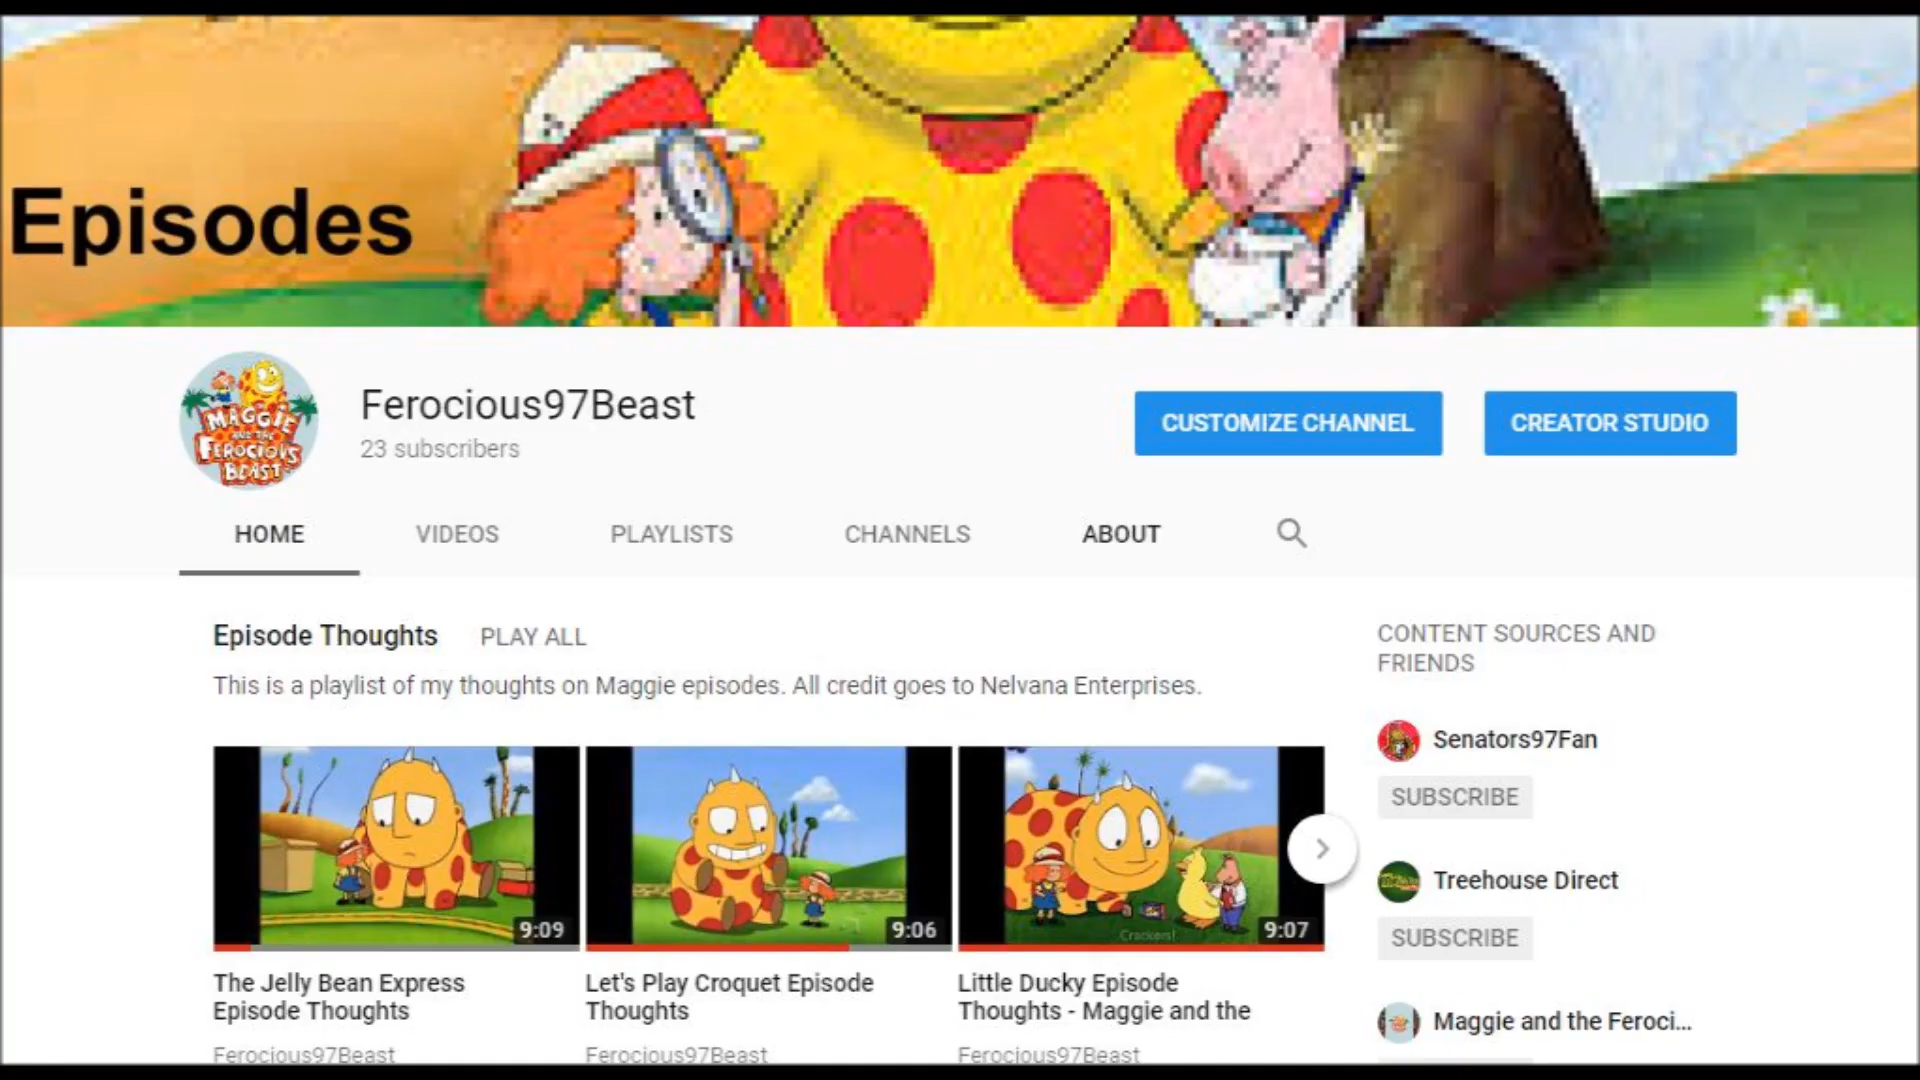 Episodes
MAGGIE
AND THE
FEROCIOUS
BEAST
Ferocious97Beast
23 subscribers
CUSTOMIZE CHANNEL
CREATOR STUDIO
HOME
VIDEOS
PLAYLISTS
CHANNELS
ABOUT
Episode Thoughts
PLAY ALL
This is a playlist of my thoughts on Maggie episodes. All credit goes to Nelvana Enterprises.
9:09
9:06
Crackers!
9:07
The Jelly Bean Express
Episode Thoughts
Ferocious97Beast
Let's Play Croquet Episode
Thoughts
Ferocious97Beast
Little Ducky Episode
Thoughts - Maggie and the
Ferocious97Beast
CONTENT SOURCES AND
FRIENDS
Senators97Fan
SUBSCRIBE
Treehouse Direct
SUBSCRIBE
Maggie and the Feroci...